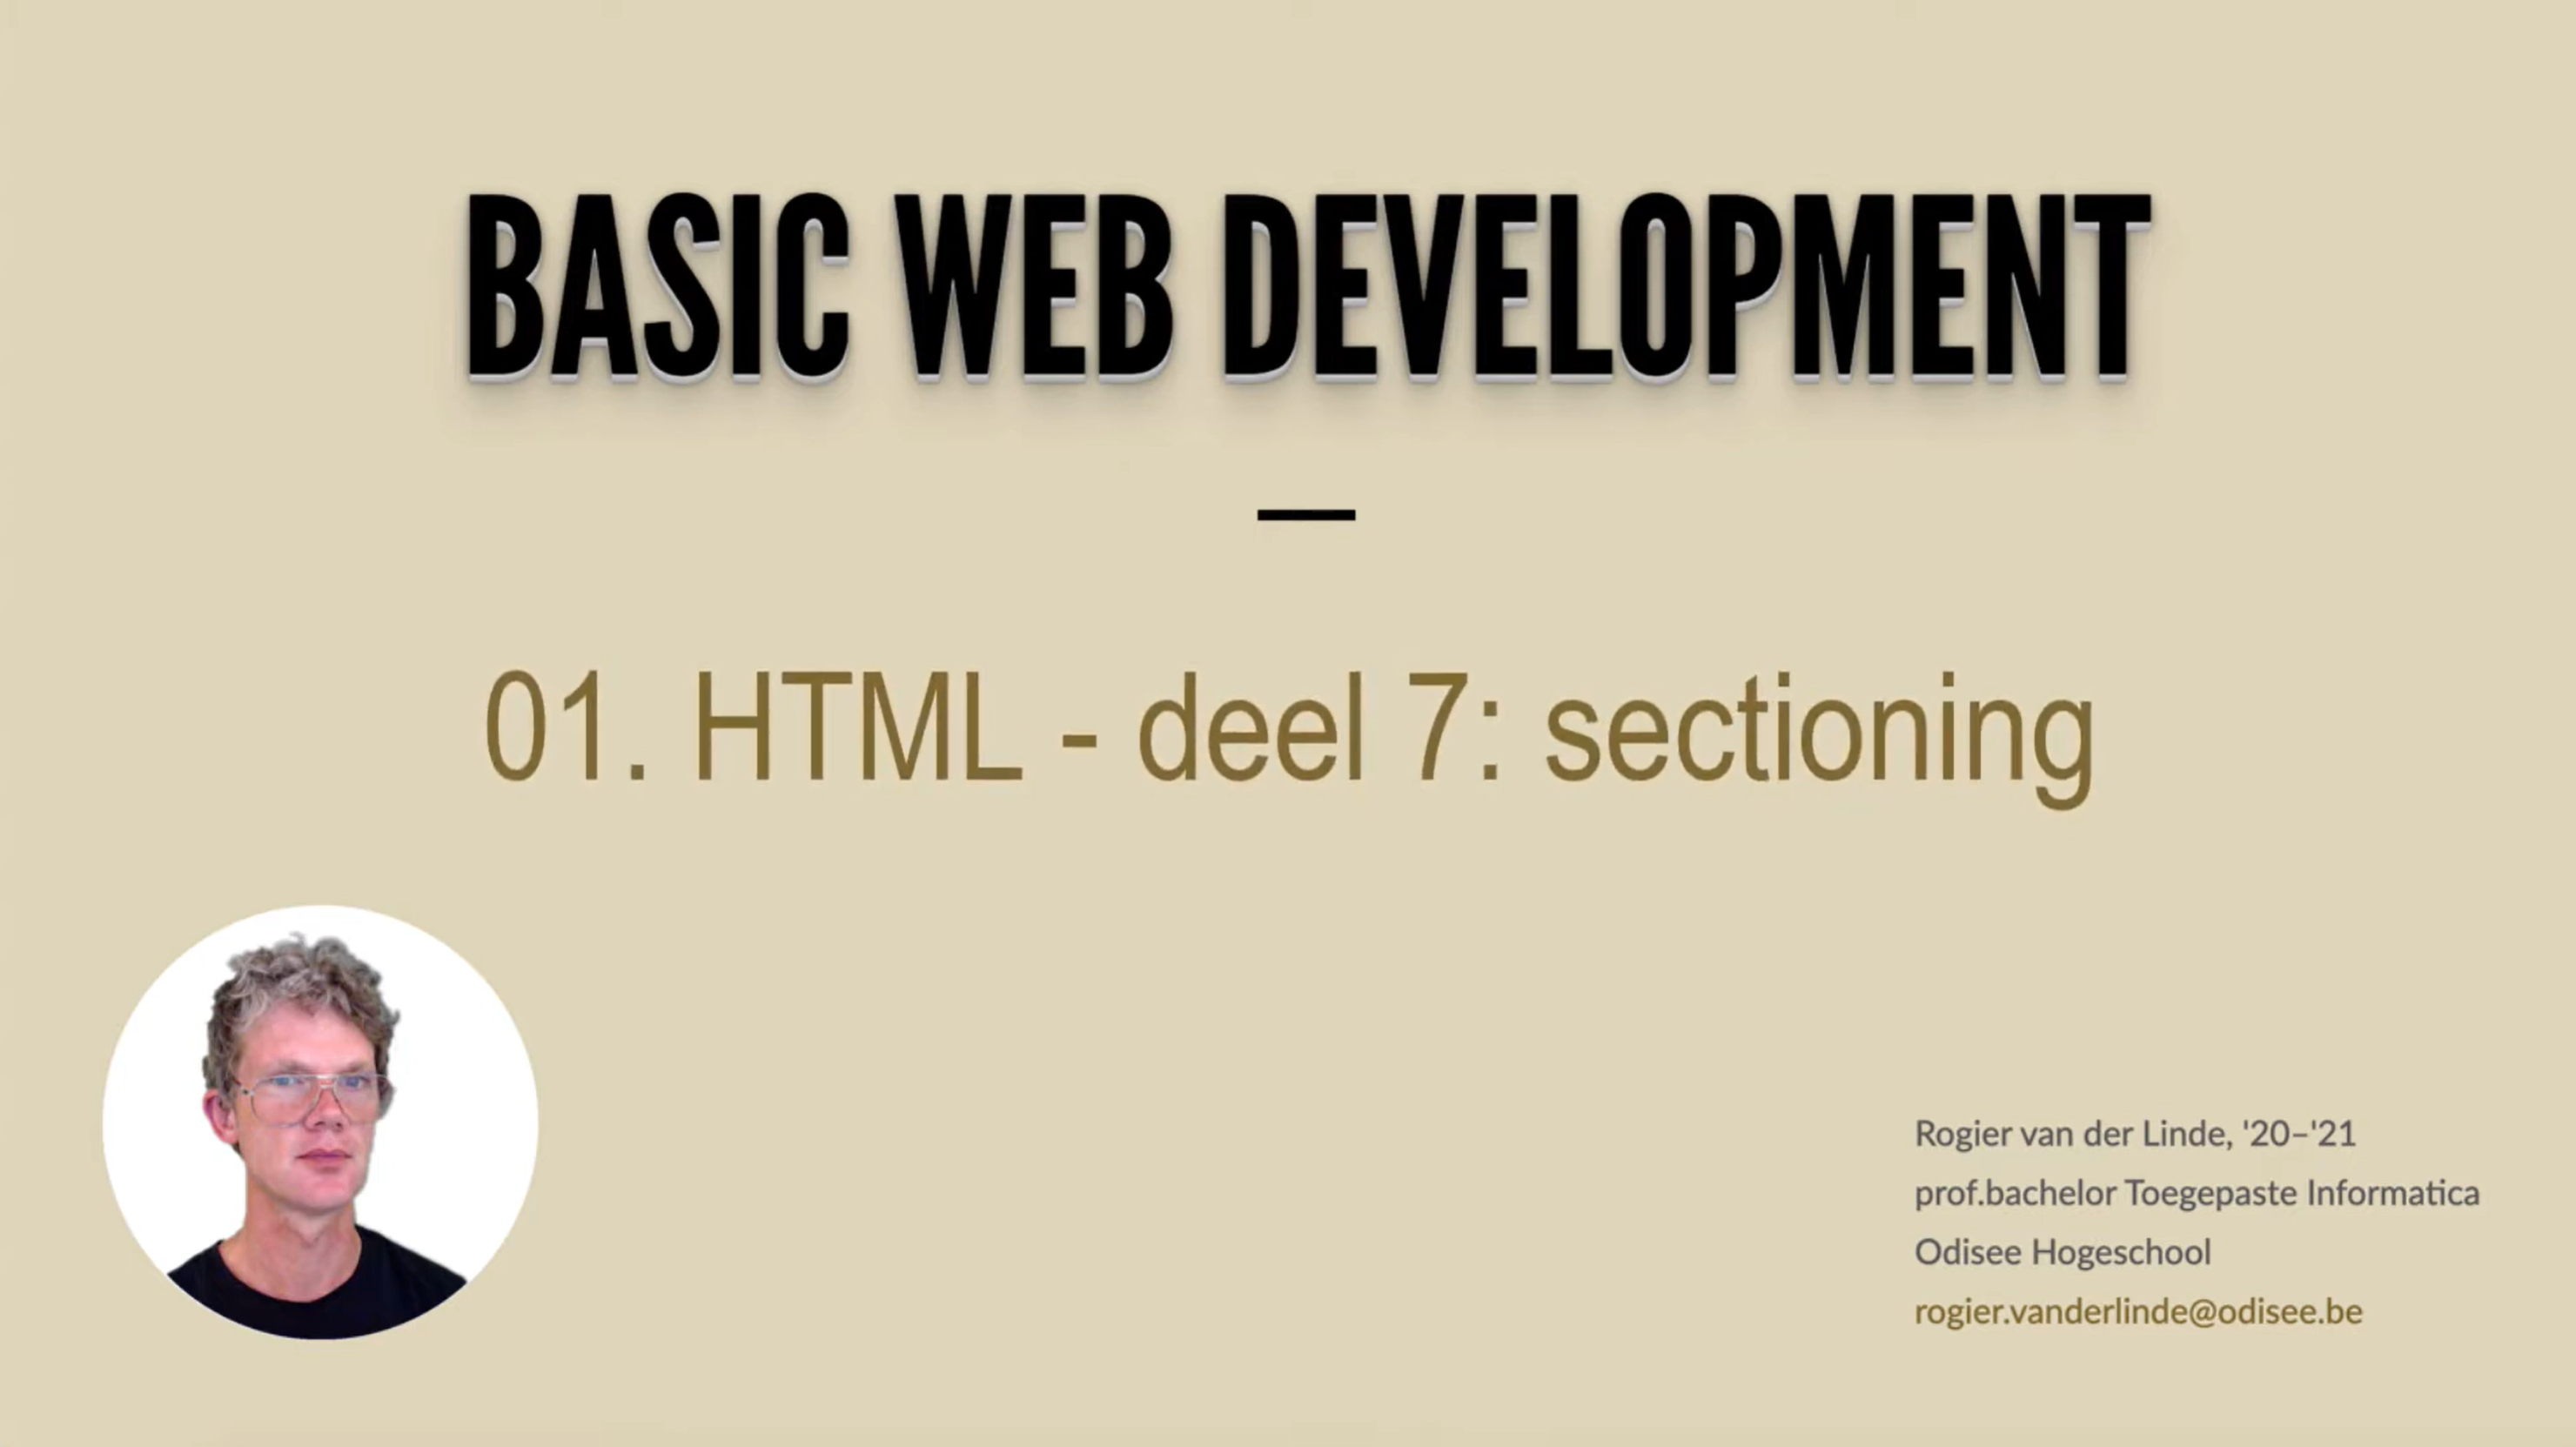 BASIC WEB DEVELOPMENT
01. HTML - deel 7: sectioning
Rogier van der Linde, '20–'21
prof.bachelor Toegepaste Informatica
Odisee Hogeschool
rogier.vanderlinde@odisee.be